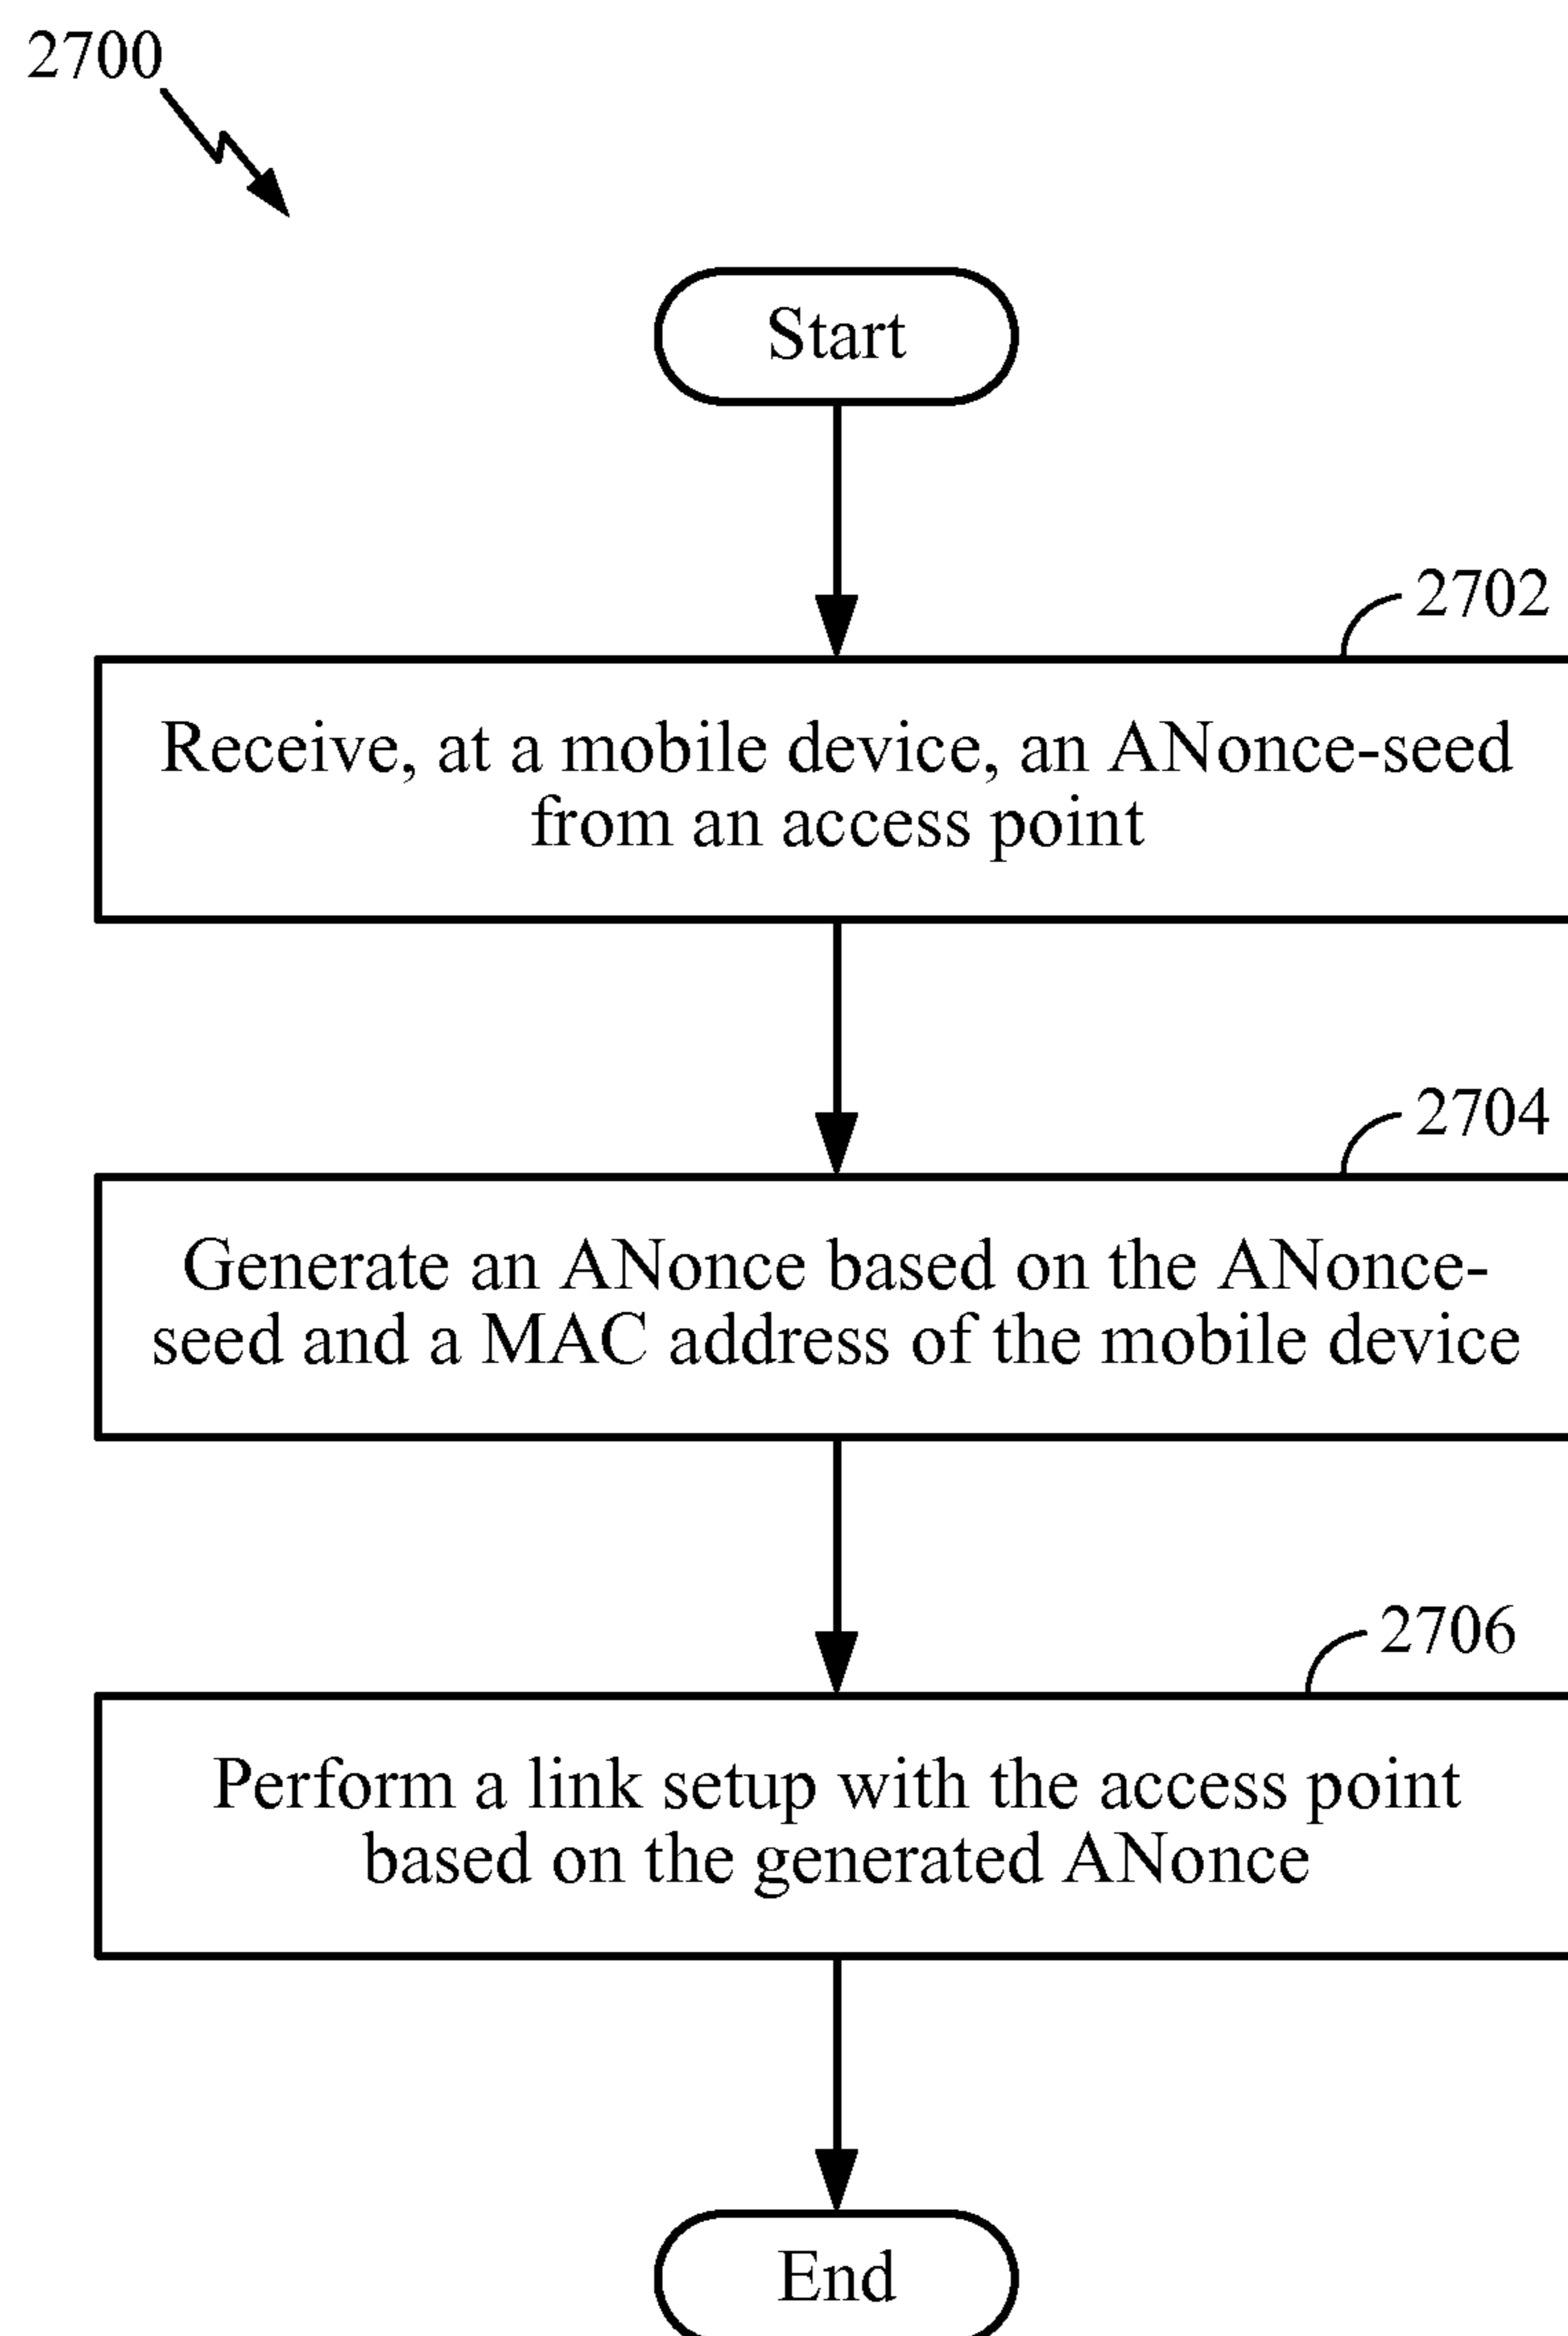 2700
Start
2702
Receive, at a mobile device, an ANonce-seed
from an access point
2704
Generate an ANonce based on the ANonce-
seed and a MAC address of the mobile device
2706
Perform a link setup with the access point
based on the generated ANonce
End